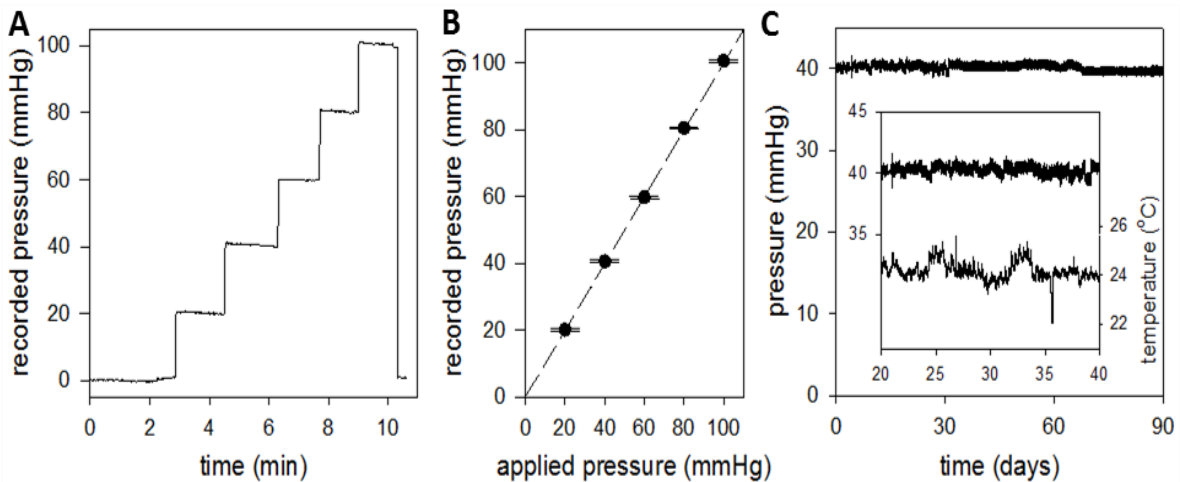 A
recorded pressure (mmHg)
100
80
60
40
20
0
0 2 4 6 8 10
time (min)
B
recorded pressure (mmHg)
100
80
60
40
20
0
0 20 40 60 80 100
applied pressure (mmHg)
C
pressure (mmHg)
40
30
20
10
0
0 30 60 90
time (days)
45
40
35
26
24
22
temperature (°C)
20 25 30 35 40